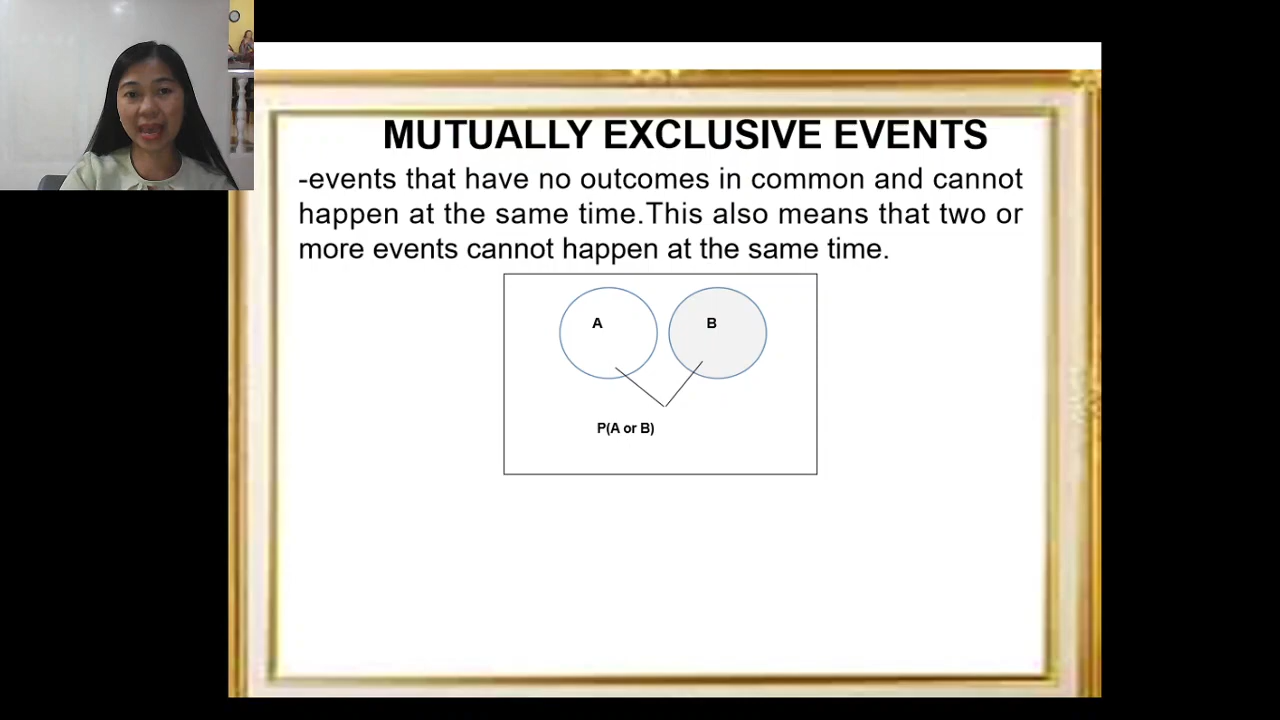 MUTUALLY EXCLUSIVE EVENTS
-events that have no outcomes in common and cannot
happen at the same time.This also means that two or
more events cannot happen at the same time.
A
B
P(A or B)